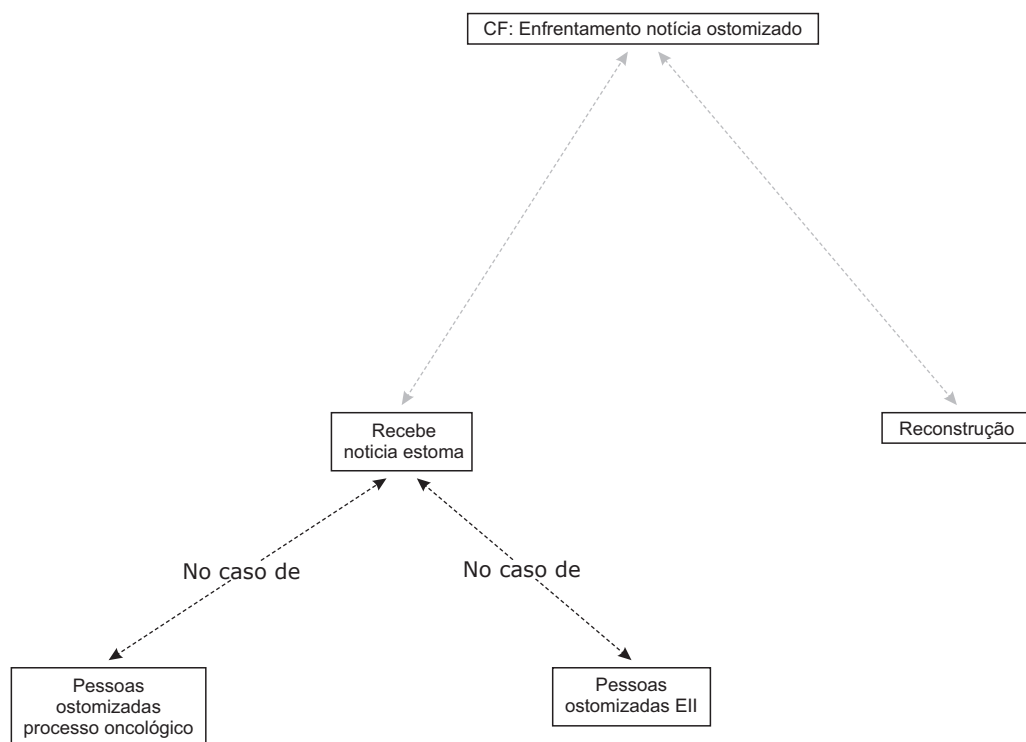 CF: Enfrentamento notícia ostomizado
Recebe
noticia estoma
Reconstrução
No caso de
No caso de
Pessoas
ostomizadas
processo oncológico
Pessoas
ostomizadas EII